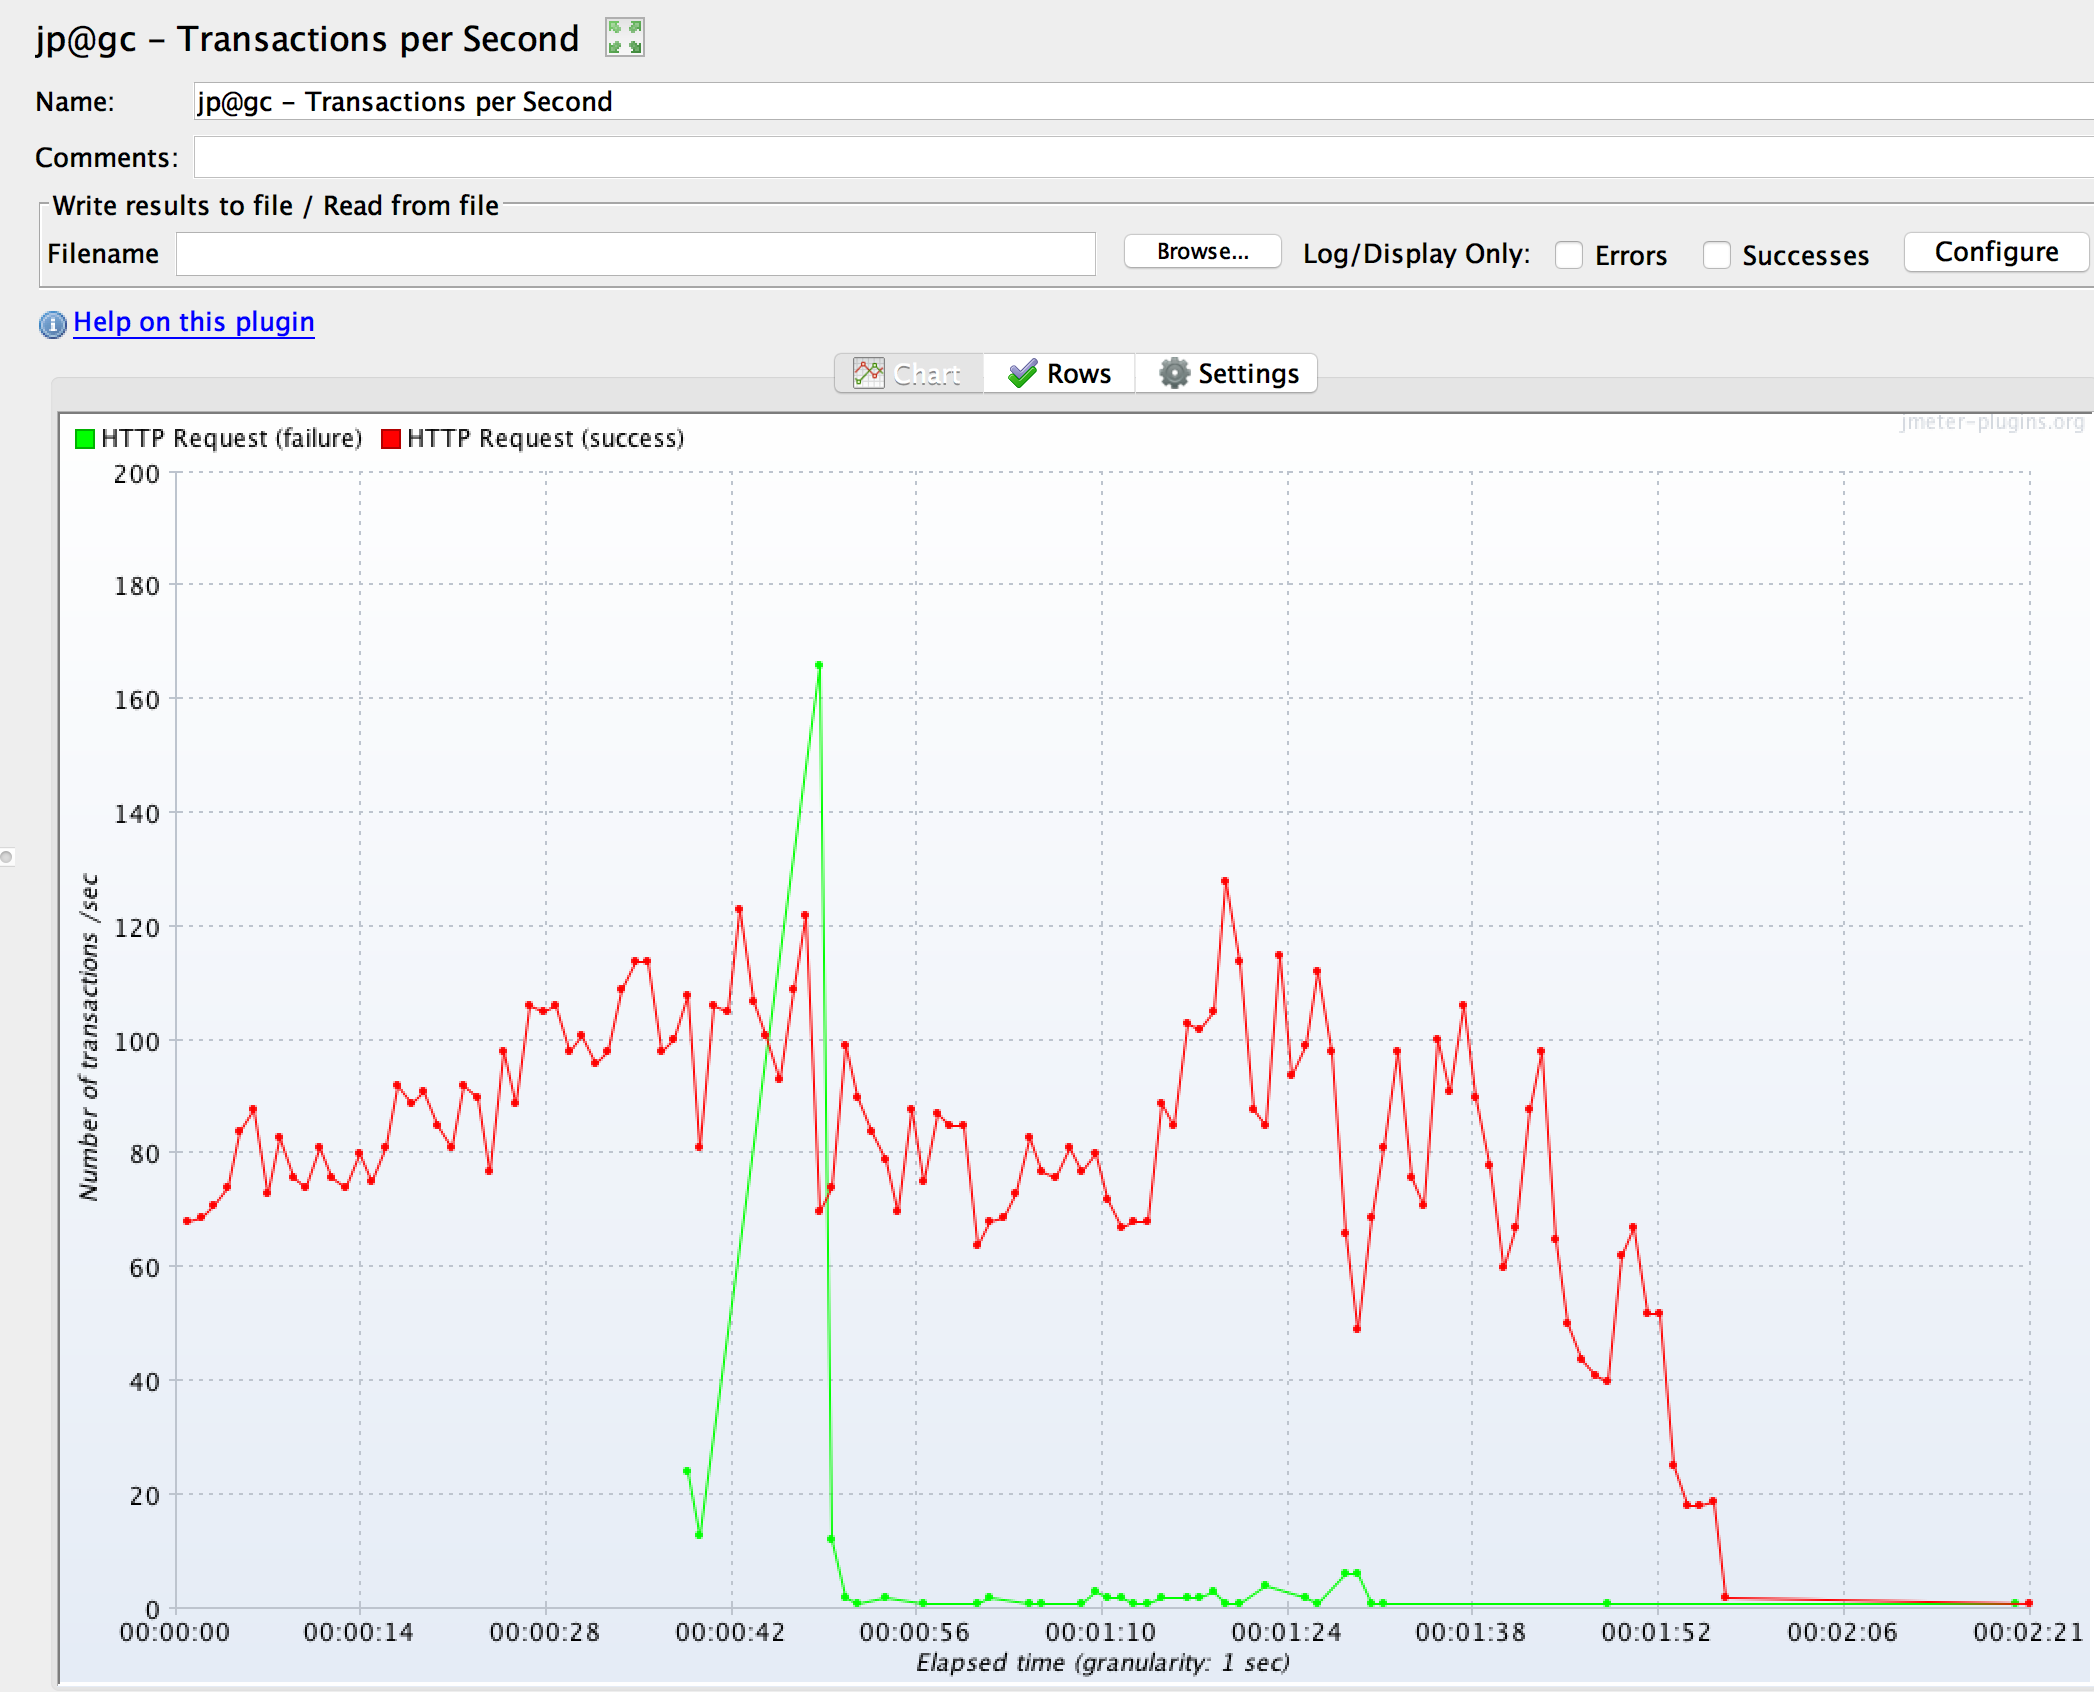 jp@gc - Transactions per Second
Name: jp@gc - Transactions per Second
Comments:
Write results to file / Read from file
Filename Browse... Log/Display Only: Errors Successes Configure
Help on this plugin
Chart Rows Settings
jmeter-plugins.org
HTTP Request (failure) HTTP Request (success)
200
180
160
140
120
100
80
60
40
20
0
Number of transactions /sec
00:00:00 00:00:14 00:00:28 00:00:42 00:00:56 00:01:10 00:01:24 00:01:38 00:01:52 00:02:06 00:02:21
Elapsed time (granularity: 1 sec)